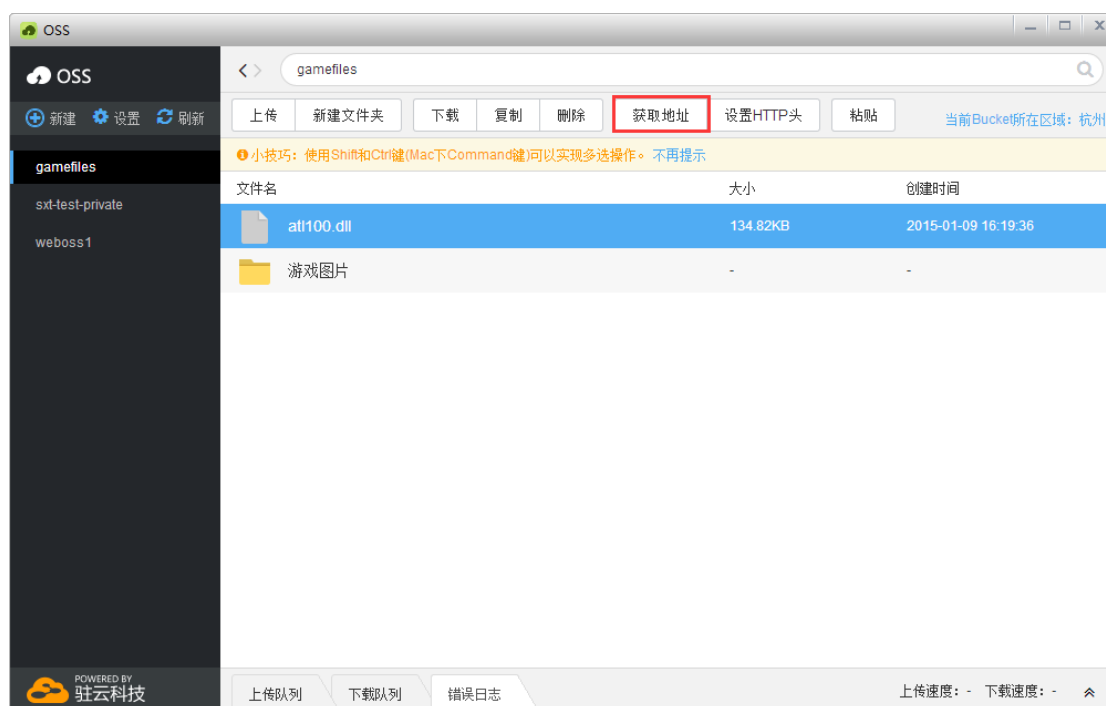 OSS
OSS
新建 设置 刷新
gamefiles
sxt-test-private
weboss1
POWERED BY
驻云科技
gamefiles
上传 新建文件夹 下载 复制 删除 获取地址 设置HTTP头 粘贴 当前Bucket所在区域：杭州
小技巧：使用Shift和Ctrl键(Mac下Command键)可以实现多选操作。不再提示
文件名 大小 创建时间
atl100.dll 134.82KB 2015-01-09 16:19:36
游戏图片 - -
上传队列 下载队列 错误日志 上传速度：- 下载速度：-